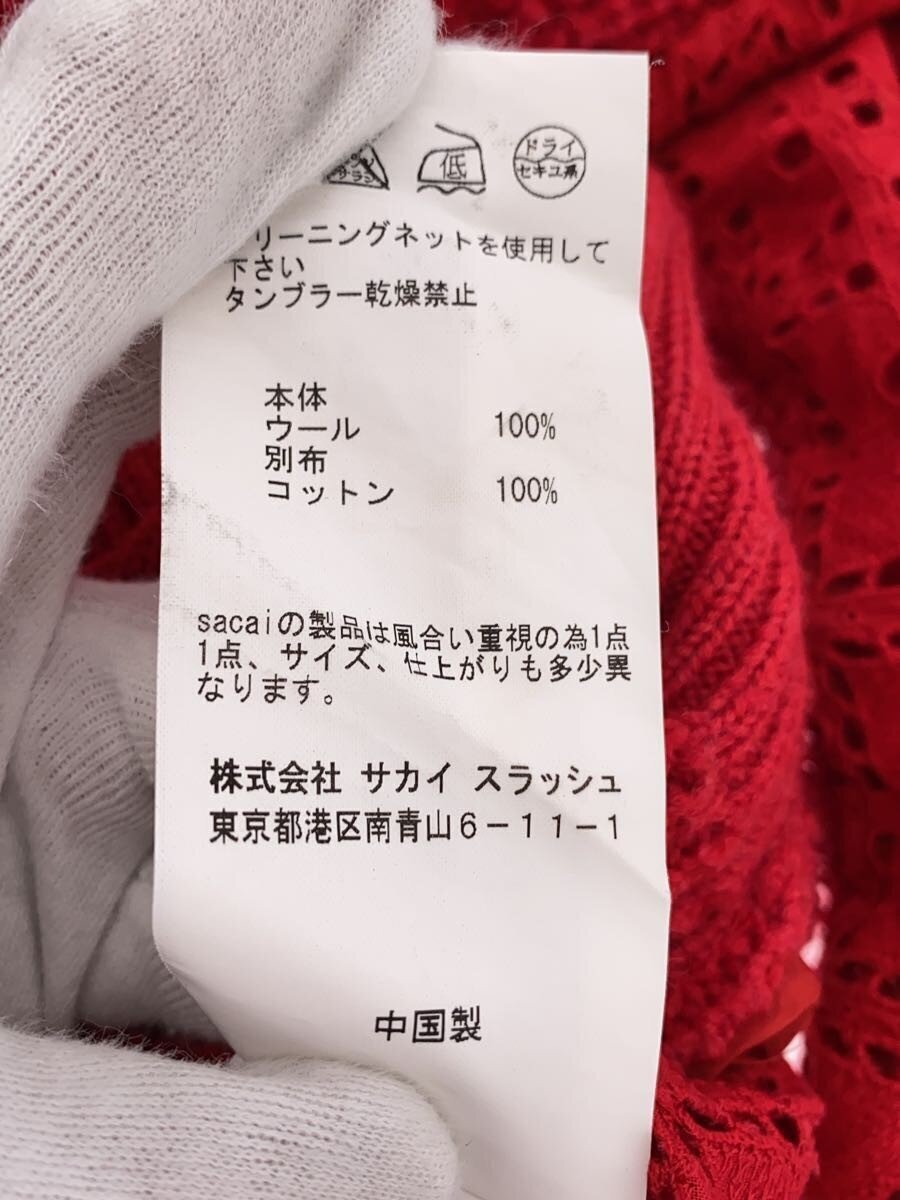 低
ドライ
セキユ系
リーニングネットを使用して
下さい
タンブラー乾燥禁止
本体
ウール 100%
別布
コットン 100%
sacaiの製品は風合い重視の為1点
1点、サイズ、仕上がりも多少異
なります。
株式会社 サカイ スラッシュ
東京都港区南青山6-11-1
中国製